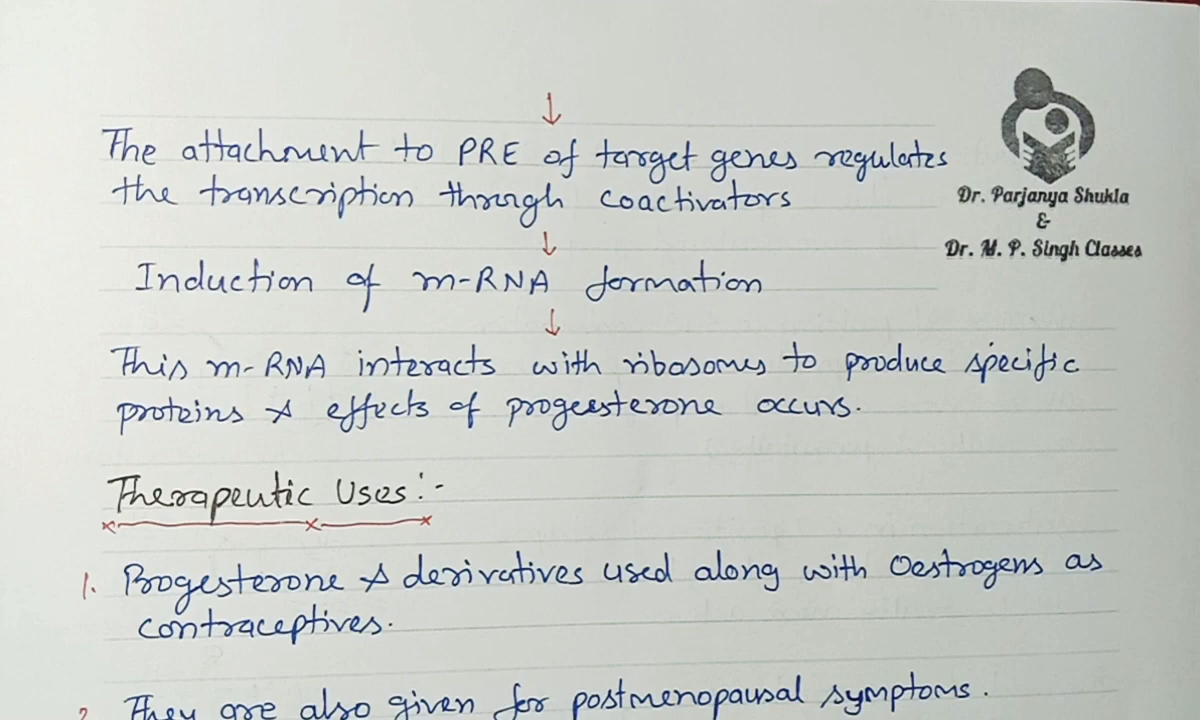 ↓
The attachment to PRE of target genes regulates
the transcription through coactivators
↓
Induction of m-RNA formation
↓
This m-RNA interacts with ribosomes to produce specific
proteins & effects of progeesterone occurs.
Therapeutic Uses:-
1. Progesterone & derivatives used along with Oestrogens as
contraceptives.
2. They are also given for postmenopausal symptoms.
Dr. Parjanya Shukla
&
Dr. M. P. Singh Classes